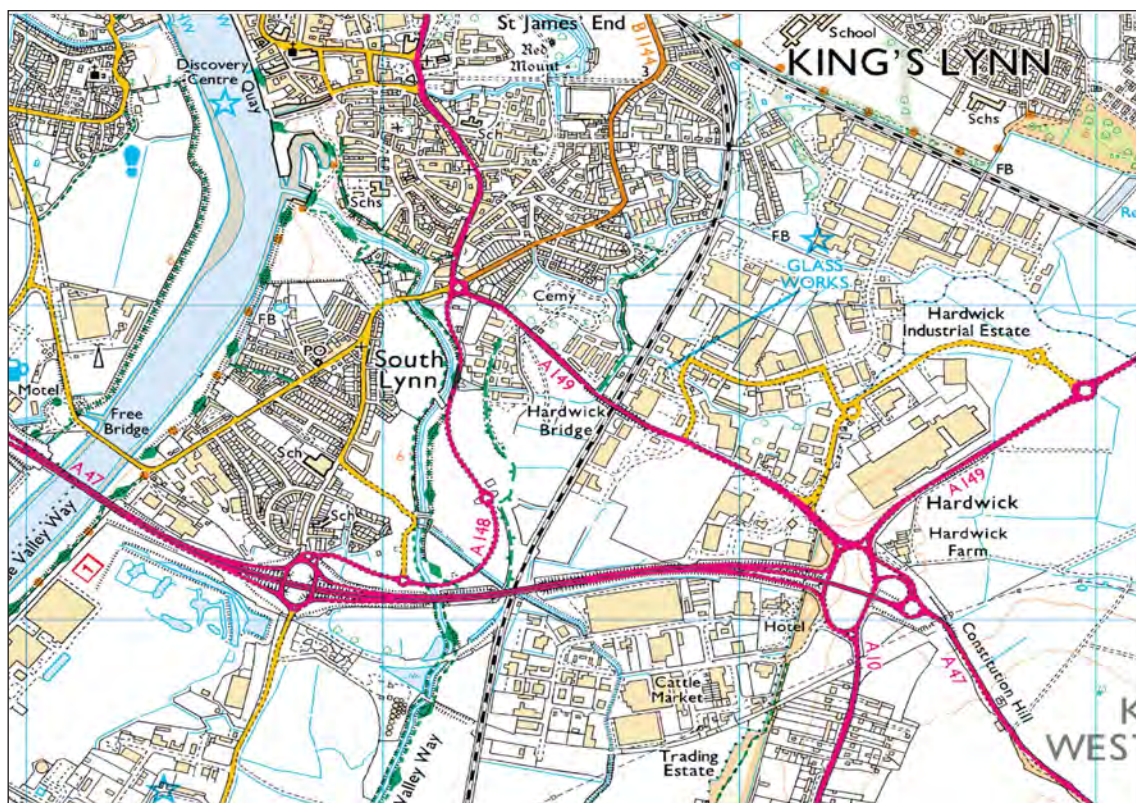 St James' End
School
KING'S LYNN
Discovery
Centre
Quay
Red
Mount
B1144
3
Sch
Schs
Schs
FB
FB
GLASS
WORKS
Cemy
Hardwick
Industrial Estate
FB
PO
South
Lynn
A149
Motel
Free
Bridge
Hardwick
Bridge
Sch
6
A47
A148
A149
Hardwick
Hardwick
Farm
Sch
Valley Way
1
Hotel
Constitution Hill
A10
A47
Cattle
Market
Valley Way
Trading
Estate
K
WEST